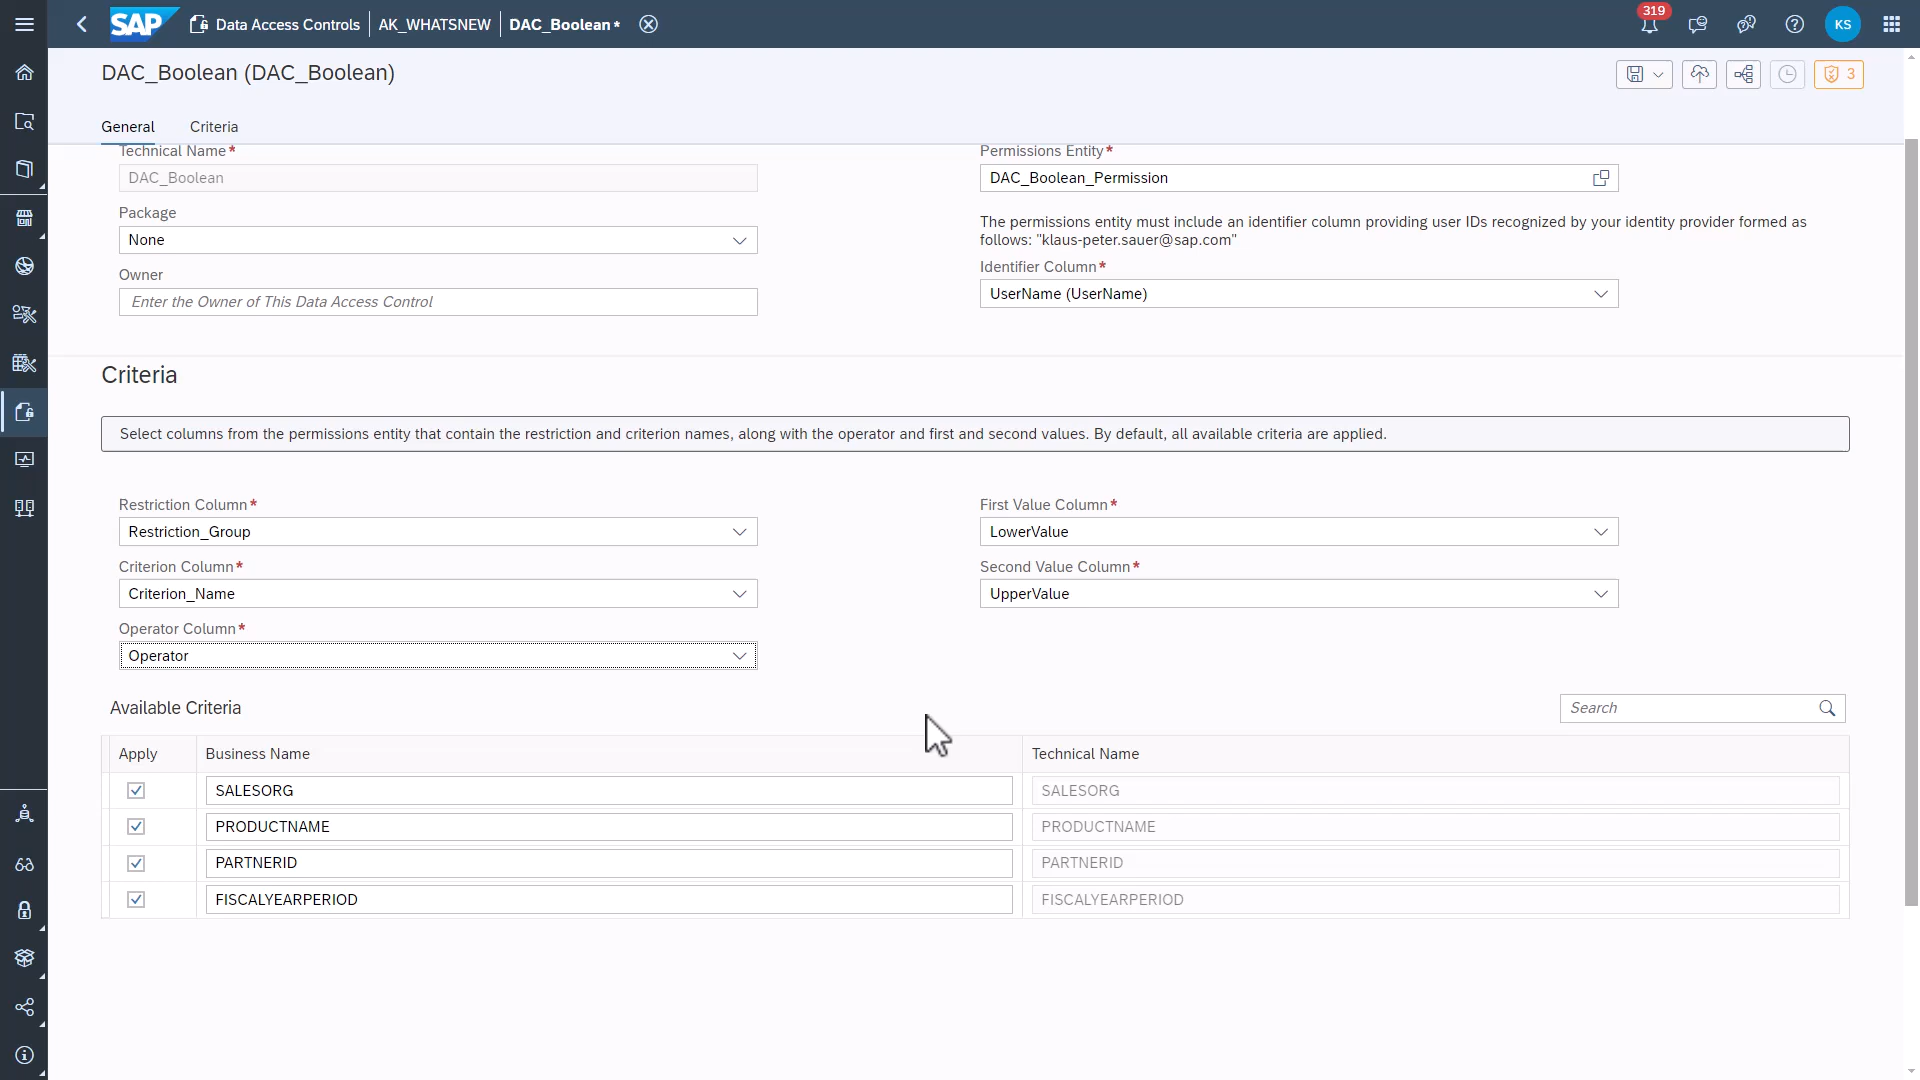 SAP Data Access Controls AK_WHATSNEW DAC_Boolean * 319 KS
DAC_Boolean (DAC_Boolean) 3
General Criteria
Technical Name*
DAC_Boolean
Package
None
Owner
Enter the Owner of This Data Access Control
Permissions Entity*
DAC_Boolean_Permission
The permissions entity must include an identifier column providing user IDs recognized by your identity provider formed as
follows: "klaus-peter.sauer@sap.com"
Identifier Column*
UserName (UserName)
Criteria
Select columns from the permissions entity that contain the restriction and criterion names, along with the operator and first and second values. By default, all available criteria are applied.
Restriction Column*
Restriction_Group
Criterion Column*
Criterion_Name
Operator Column*
Operator
First Value Column*
LowerValue
Second Value Column*
UpperValue
Available Criteria Search
Apply Business Name Technical Name
SALESORG SALESORG
PRODUCTNAME PRODUCTNAME
PARTNERID PARTNERID
FISCALYEARPERIOD FISCALYEARPERIOD